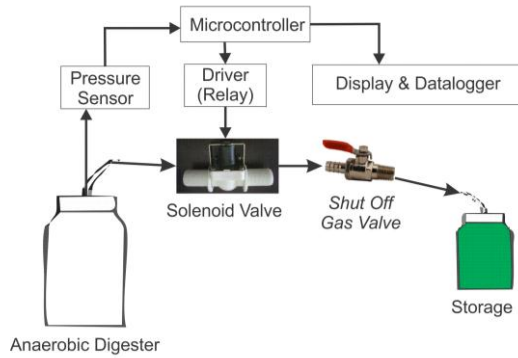 Microcontroller
Pressure
Sensor
Driver
(Relay)
Display & Datalogger
Solenoid Valve
Shut Off
Gas Valve
Storage
Anaerobic Digester